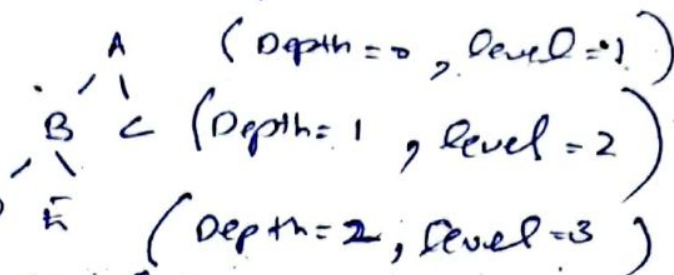 A (Depth = 0, level = 1)
B C (Depth = 1, level = 2)
E (Depth = 2, level = 3)